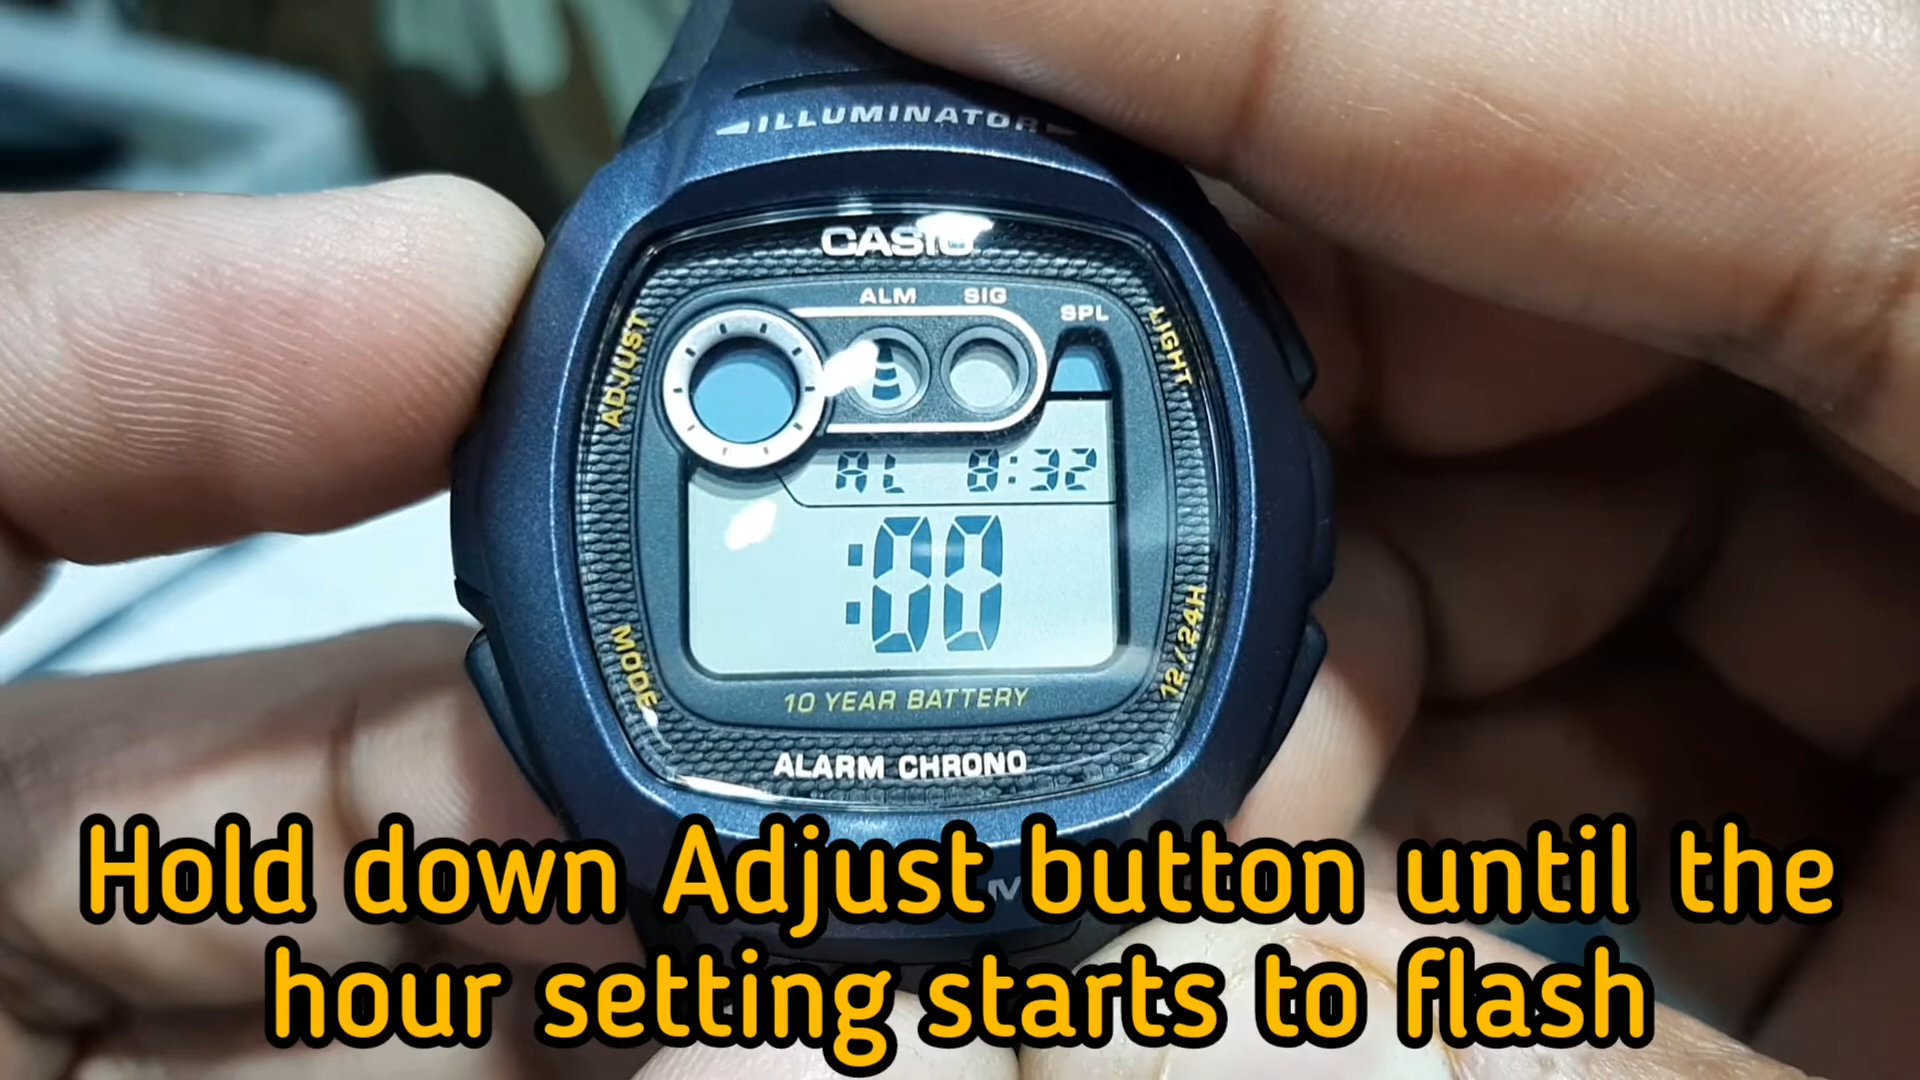 ILLUMINATOR
CASIO
ALM SIG SPL
ADJUST
LIGHT
AL 8:32
:00
MODE
12/24H
10 YEAR BATTERY
ALARM CHRONO
Hold down Adjust button until the
hour setting starts to flash